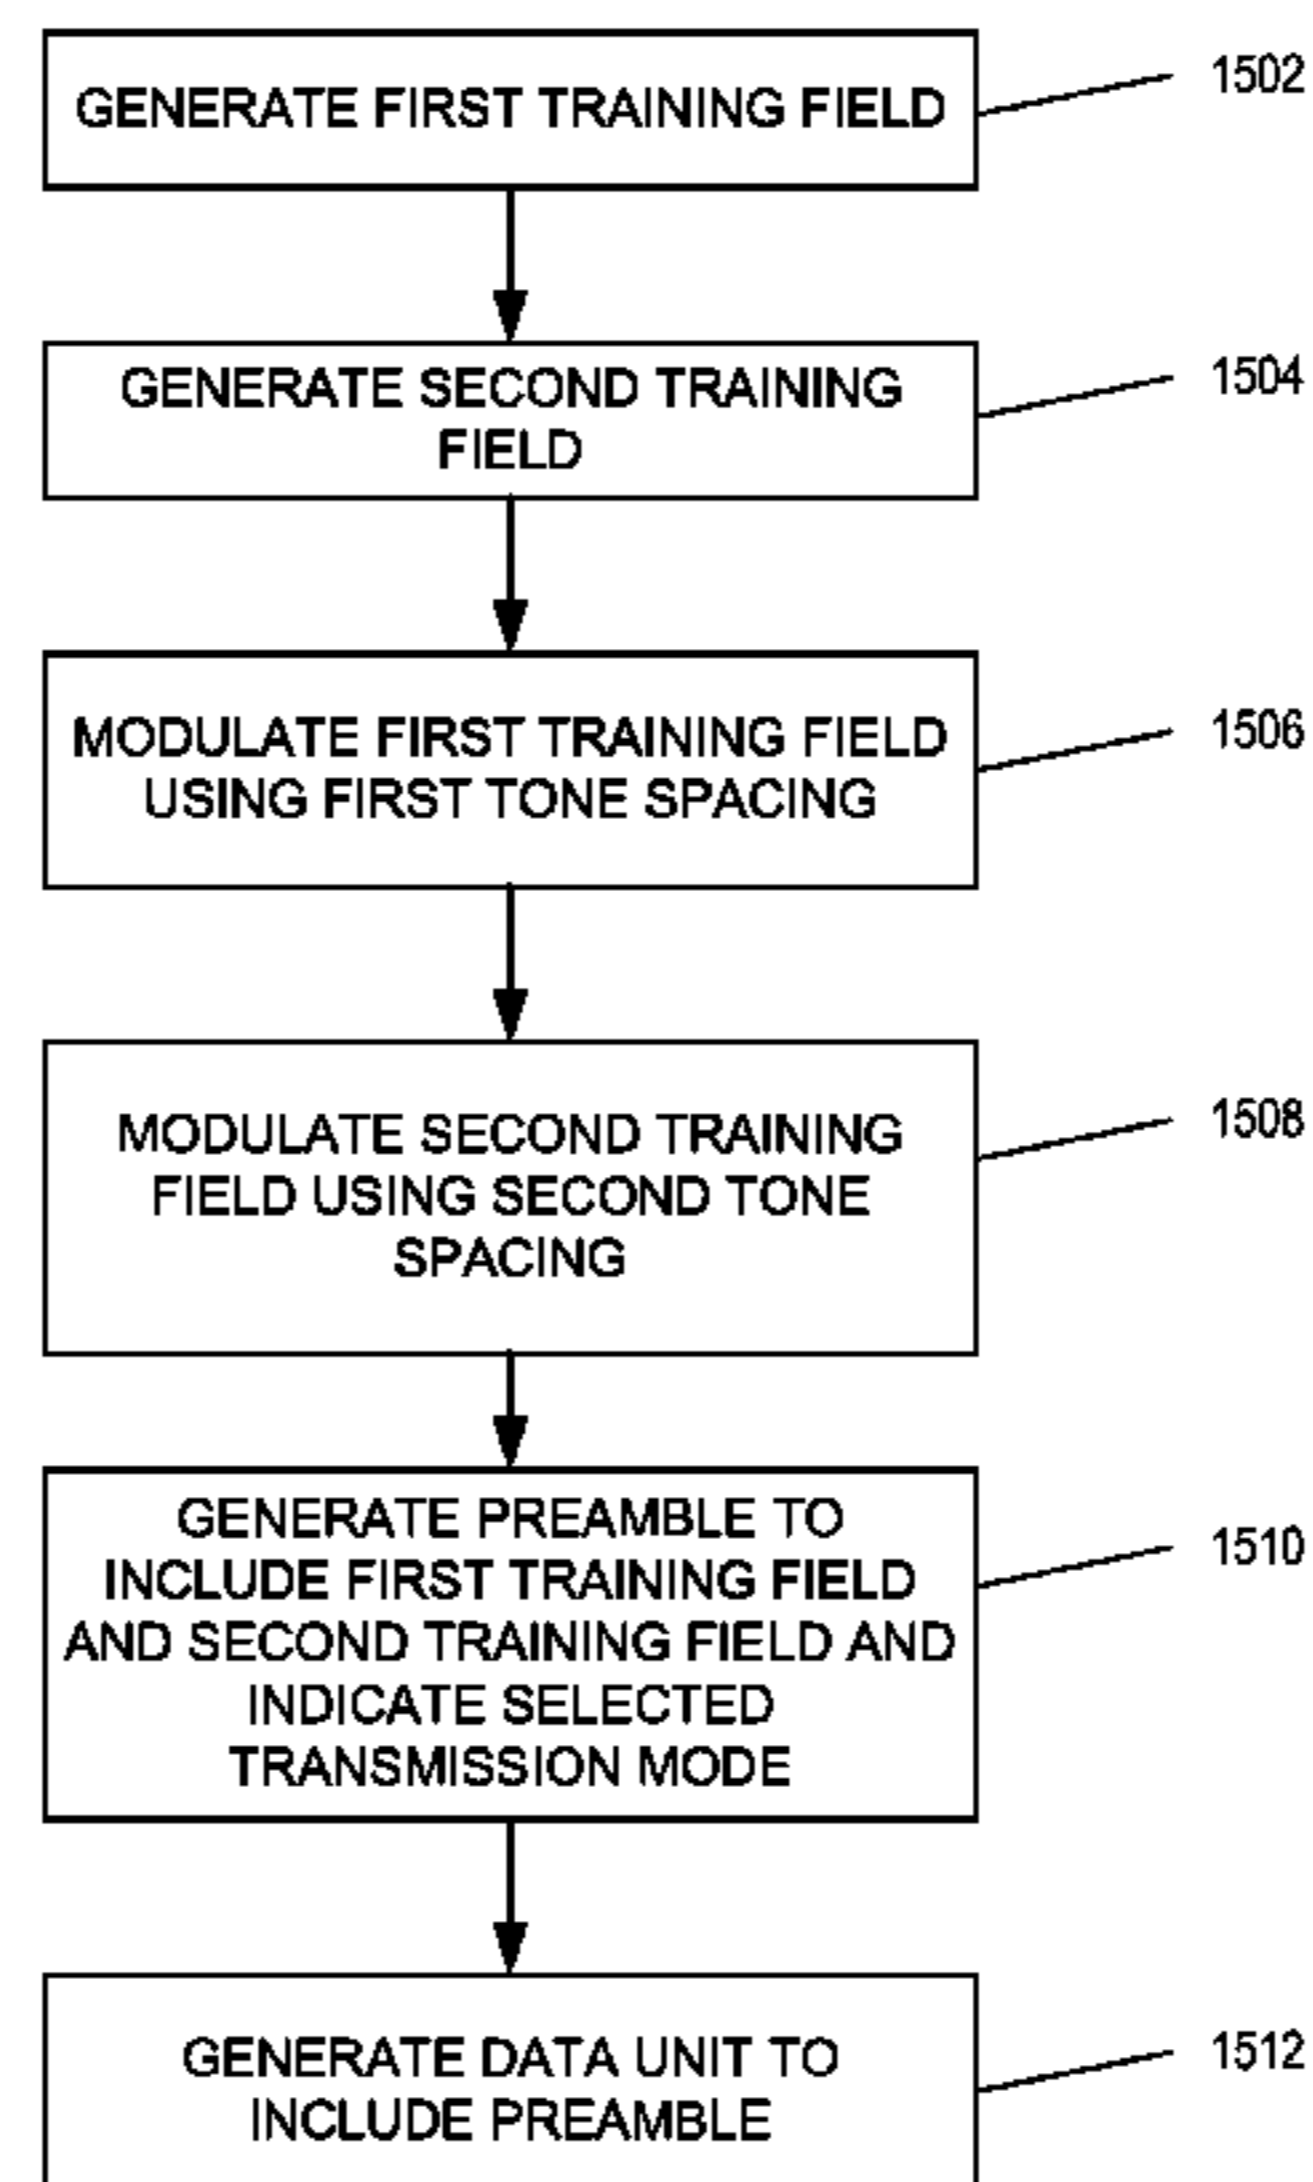 GENERATE FIRST TRAINING FIELD
1502
GENERATE SECOND TRAINING
FIELD
1504
MODULATE FIRST TRAINING FIELD
USING FIRST TONE SPACING
1506
MODULATE SECOND TRAINING
FIELD USING SECOND TONE
SPACING
1508
GENERATE PREAMBLE TO
INCLUDE FIRST TRAINING FIELD
AND SECOND TRAINING FIELD AND
INDICATE SELECTED
TRANSMISSION MODE
1510
GENERATE DATA UNIT TO
INCLUDE PREAMBLE
1512